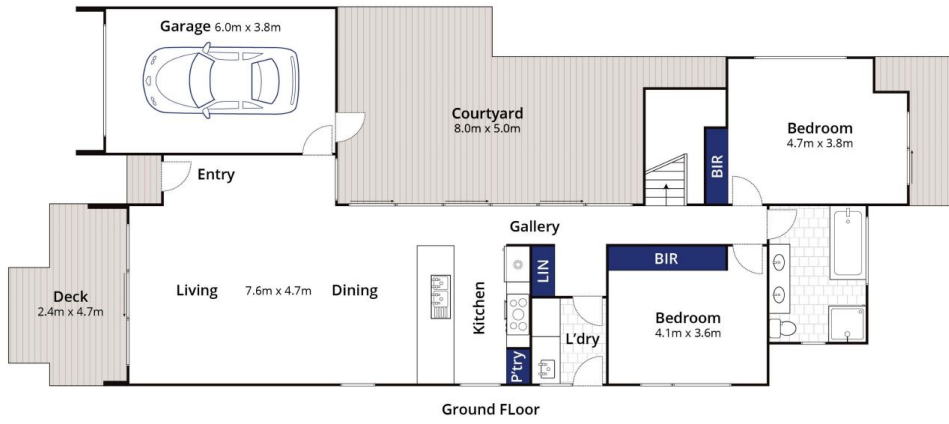 Garage 6.0m x 3.8m
Courtyard
8.0m x 5.0m
Bedroom
4.7m x 3.8m
BIR
Entry
Gallery
Deck
2.4m x 4.7m
Living 7.6m x 4.7m Dining
Kitchen
LIN
BIR
Bedroom
4.1m x 3.6m
L'dry
P'try
Ground FLoor